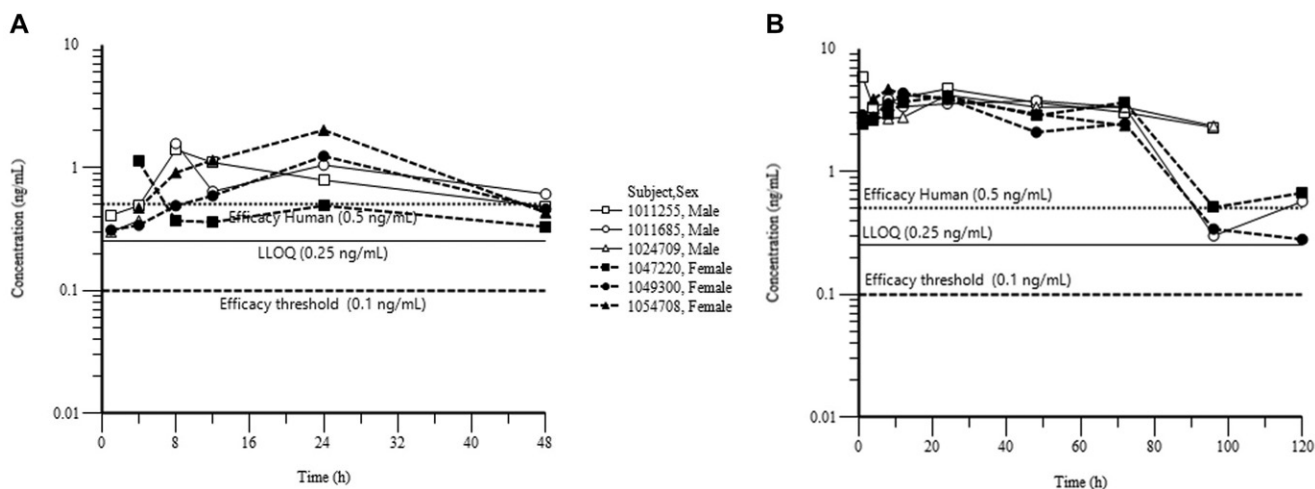 A
Concentration (ng/mL)
10
1
0.1
0.01
Efficacy Human (0.5 ng/mL)
LLOQ (0.25 ng/mL)
Efficacy threshold (0.1 ng/mL)
0 8 16 24 32 40 48
Time (h)
Subject,Sex
1011255, Male
1011685, Male
1024709, Male
1047220, Female
1049300, Female
1054708, Female
B
Concentration (ng/mL)
10
1
0.1
0.01
Efficacy Human (0.5 ng/mL)
LLOQ (0.25 ng/mL)
Efficacy threshold (0.1 ng/mL)
0 20 40 60 80 100 120
Time (h)